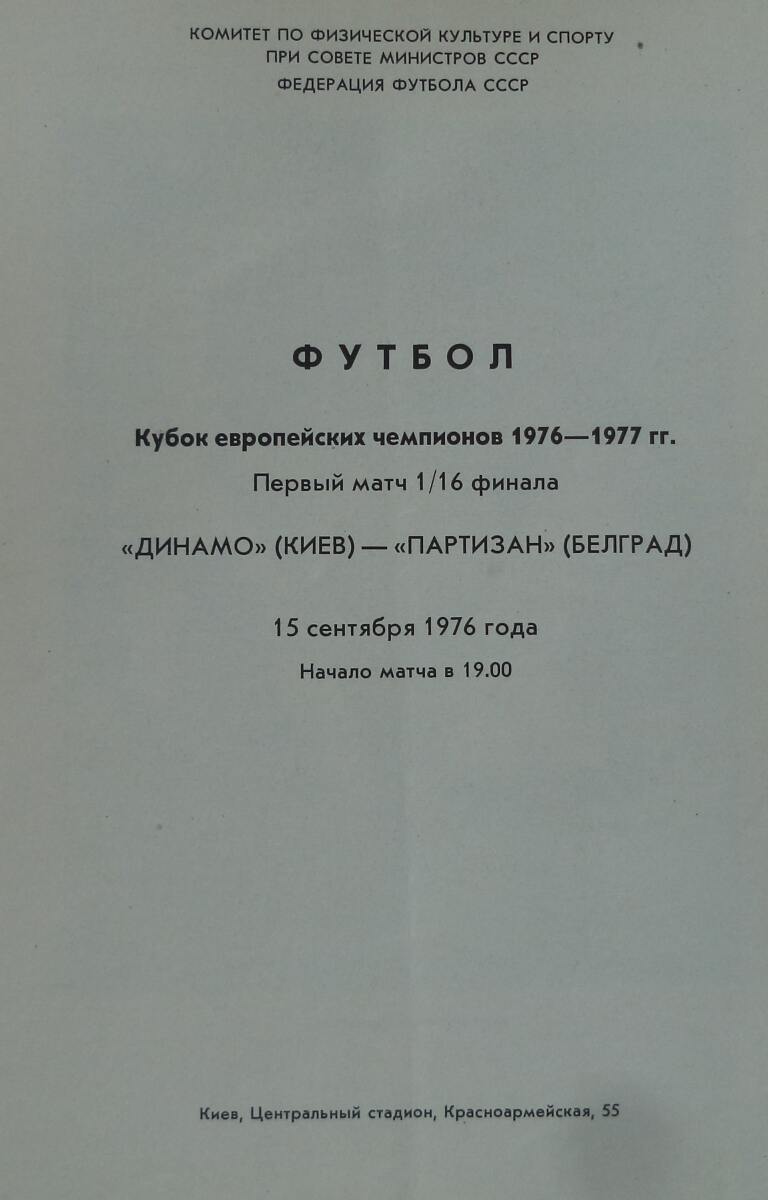 КОМИТЕТ ПО ФИЗИЧЕСКОЙ КУЛЬТУРЕ И СПОРТУ
ПРИ СОВЕТЕ МИНИСТРОВ СССР
ФЕДЕРАЦИЯ ФУТБОЛА СССР
ФУТБОЛ
Кубок европейских чемпионов 1976—1977 гг.
Первый матч 1/16 финала
«ДИНАМО» (КИЕВ) — «ПАРТИЗАН» (БЕЛГРАД)
15 сентября 1976 года
Начало матча в 19.00
Киев, Центральный стадион, Красноармейская, 55